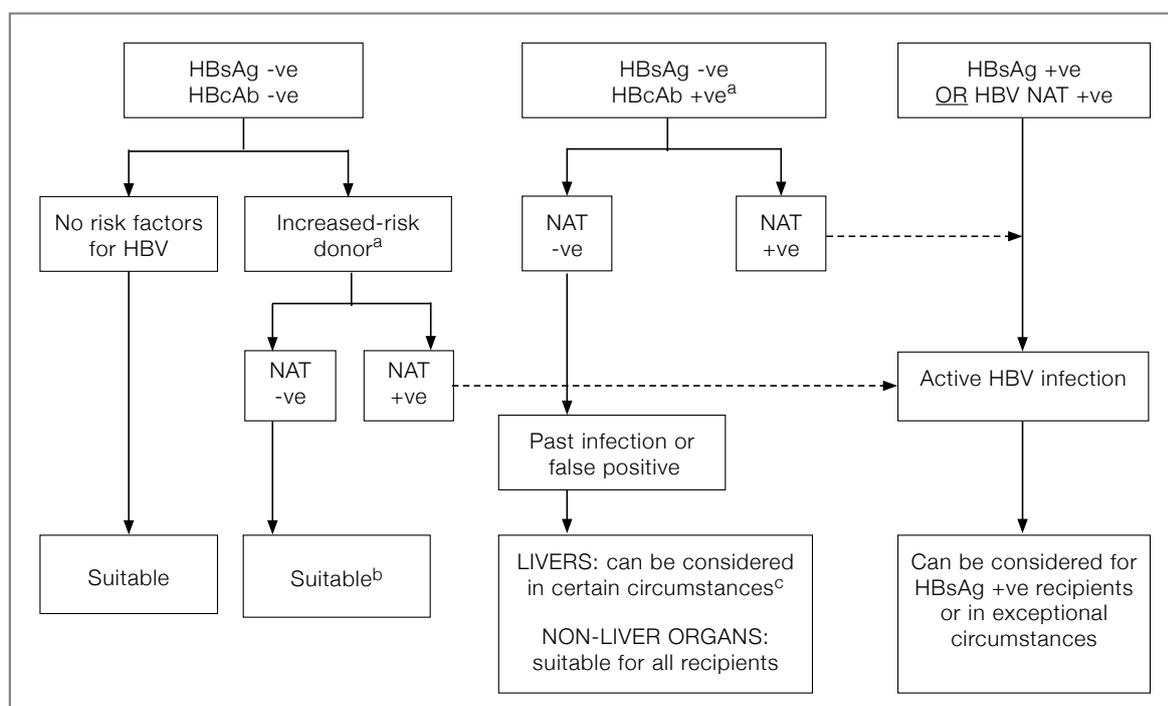 HBsAg -ve
HBcAb -ve
HBsAg -ve
HBcAb +veᵃ
HBsAg +ve
OR HBV NAT +ve
No risk factors
for HBV
Increased-risk
donorᵃ
NAT
-ve
NAT
+ve
NAT
-ve
NAT
+ve
Active HBV infection
Past infection or
false positive
Suitable
Suitableᵇ
LIVERS: can be considered
in certain circumstancesᶜ
NON-LIVER ORGANS:
suitable for all recipients
Can be considered for
HBsAg +ve recipients
or in exceptional
circumstances